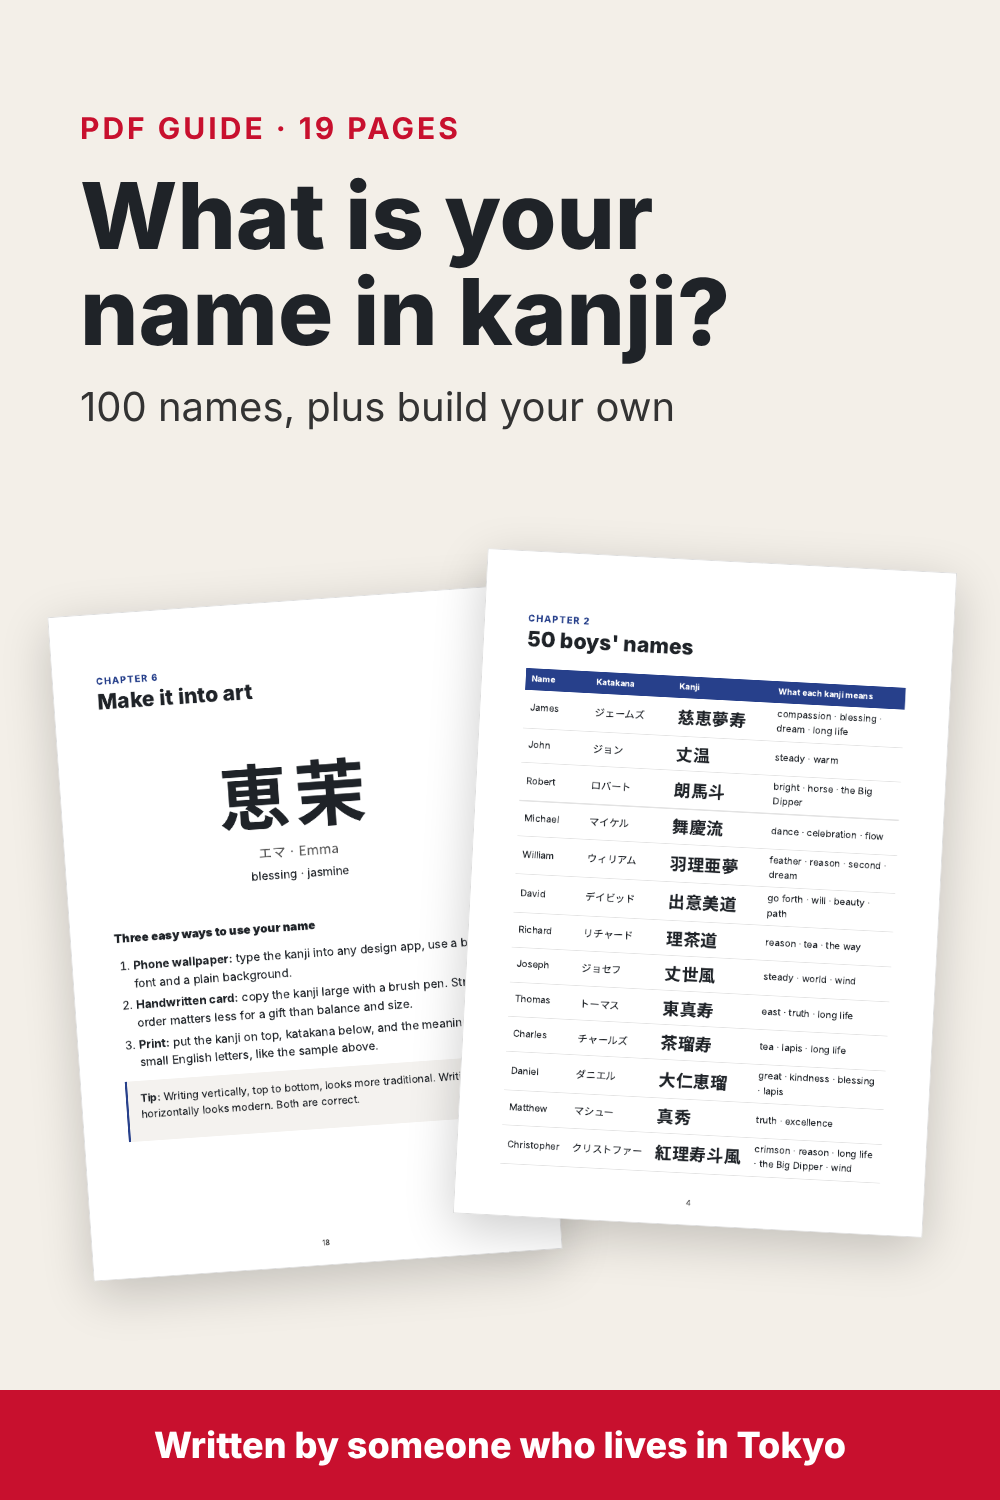 PDF GUIDE · 19 PAGES
What is your
name in kanji?
100 names, plus build your own
CHAPTER 6
Make it into art
恵茉
エマ · Emma
blessing · jasmine
Three easy ways to use your name
1. Phone wallpaper: type the kanji into any design app, use a b
font and a plain background.
2. Handwritten card: copy the kanji large with a brush pen. Str
order matters less for a gift than balance and size.
3. Print: put the kanji on top, katakana below, and the meanin
small English letters, like the sample above.
Tip: Writing vertically, top to bottom, looks more traditional. Writi
horizontally looks modern. Both are correct.
18
CHAPTER 2
50 boys' names
Name Katakana Kanji What each kanji means
James ジェームズ 慈恵夢寿 compassion · blessing ·
dream · long life
John ジョン 丈温 steady · warm
Robert ロバート 朗馬斗 bright · horse · the Big
Dipper
Michael マイケル 舞慶流 dance · celebration · flow
William ウィリアム 羽理亜夢 feather · reason · second ·
dream
David デイビッド 出意美道 go forth · will · beauty ·
path
Richard リチャード 理茶道 reason · tea · the way
Joseph ジョセフ 丈世風 steady · world · wind
Thomas トーマス 東真寿 east · truth · long life
Charles チャールズ 茶瑠寿 tea · lapis · long life
Daniel ダニエル 大仁恵瑠 great · kindness · blessing
· lapis
Matthew マシュー 真秀 truth · excellence
Christopher クリストファー 紅理寿斗風 crimson · reason · long life
· the Big Dipper · wind
4
Written by someone who lives in Tokyo